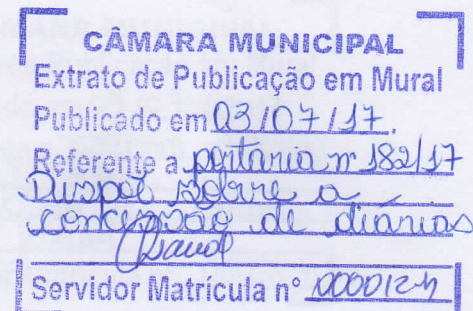 CÂMARA MUNICIPAL
Extrato de Publicação em Mural
Publicado em 03/07/17.
Referente a portaria nº 182/17
Dispõe sobre a
concessão de diárias
Servidor Matrícula nº